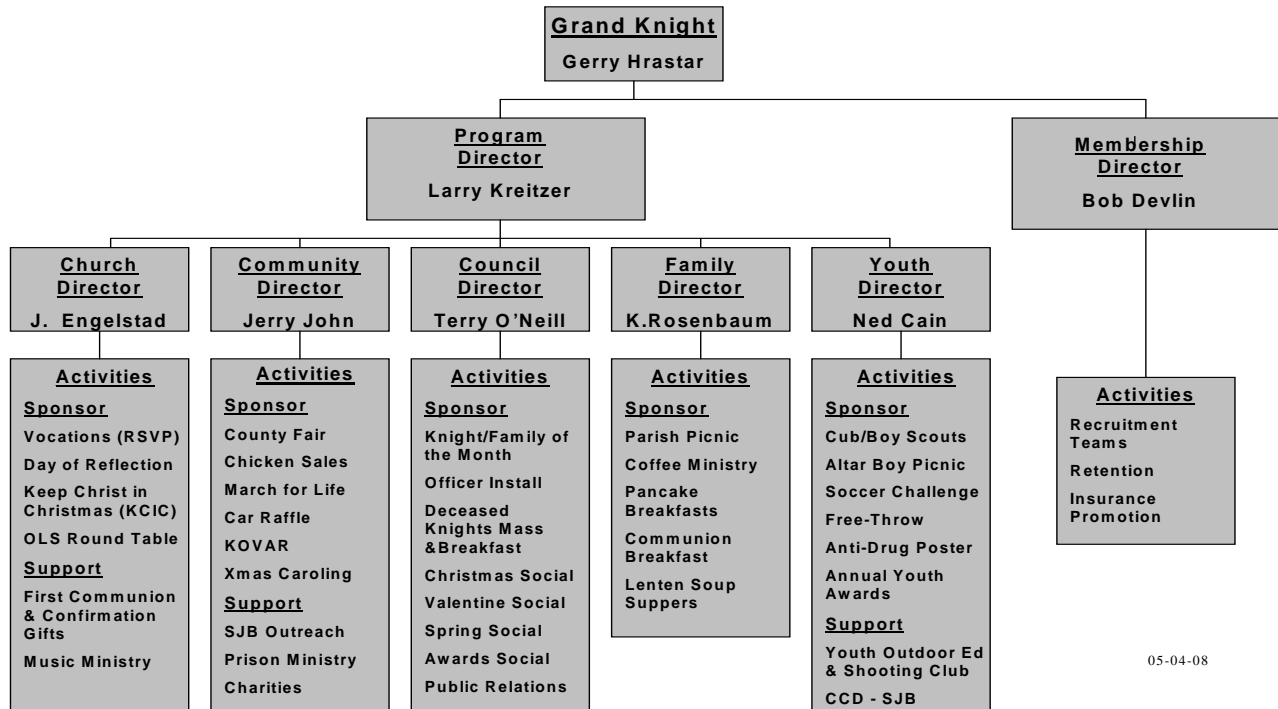 Grand Knight
Gerry Hrastar
Program
Director
Larry Kreitzer
Membership
Director
Bob Devlin
Church
Director
J. Engelstad
Community
Director
Jerry John
Council
Director
Terry O'Neill
Family
Director
K.Rosenbaum
Youth
Director
Ned Cain
Activities
Sponsor
Vocations (RSVP)
Day of Reflection
Keep Christ in
Christmas (KCIC)
OLS Round Table
Support
First Communion
& Confirmation
Gifts
Music Ministry
Activities
Sponsor
County Fair
Chicken Sales
March for Life
Car Raffle
KOVAR
Xmas Caroling
Support
SJB Outreach
Prison Ministry
Charities
Activities
Sponsor
Knight/Family of
the Month
Officer Install
Deceased
Knights Mass
&Breakfast
Christmas Social
Valentine Social
Spring Social
Awards Social
Public Relations
Activities
Sponsor
Parish Picnic
Coffee Ministry
Pancake
Breakfasts
Communion
Breakfast
Lenten Soup
Suppers
Activities
Sponsor
Cub/Boy Scouts
Altar Boy Picnic
Soccer Challenge
Free-Throw
Anti-Drug Poster
Annual Youth
Awards
Support
Youth Outdoor Ed
& Shooting Club
CCD - SJB
Activities
Recruitment
Teams
Retention
Insurance
Promotion
05-04-08